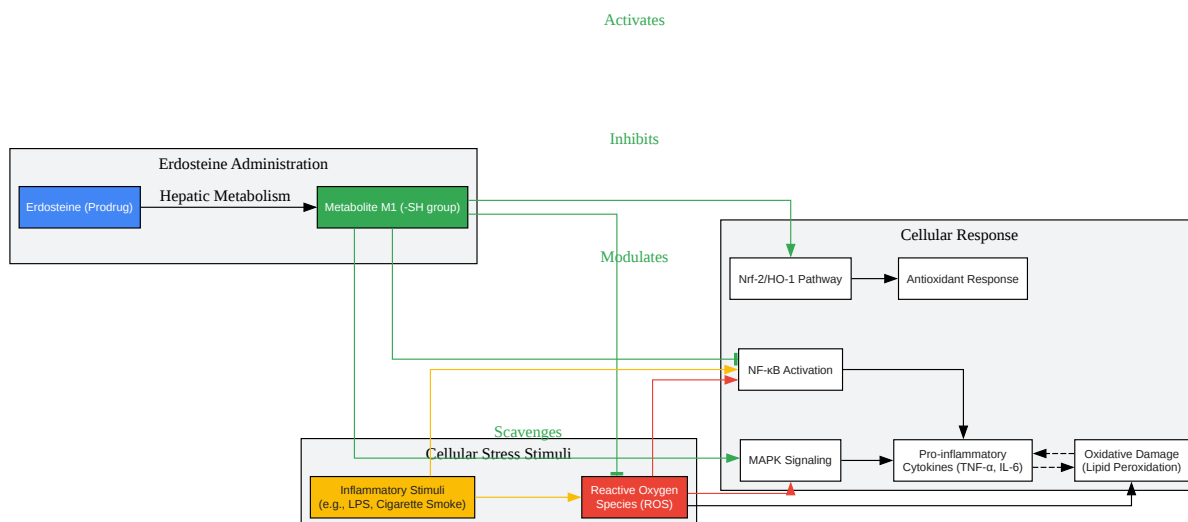 Activates
Inhibits
Erdosteine Administration
Erdosteine (Prodrug)
Hepatic Metabolism
Metabolite M1 (-SH group)
Modulates
Cellular Response
Nrf-2/HO-1 Pathway
Antioxidant Response
NF-κB Activation
Scavenges
Cellular Stress Stimuli
MAPK Signaling
Pro-inflammatory
Cytokines (TNF-α, IL-6)
Oxidative Damage
(Lipid Peroxidation)
Inflammatory Stimuli
(e.g., LPS, Cigarette Smoke)
Reactive Oxygen
Species (ROS)